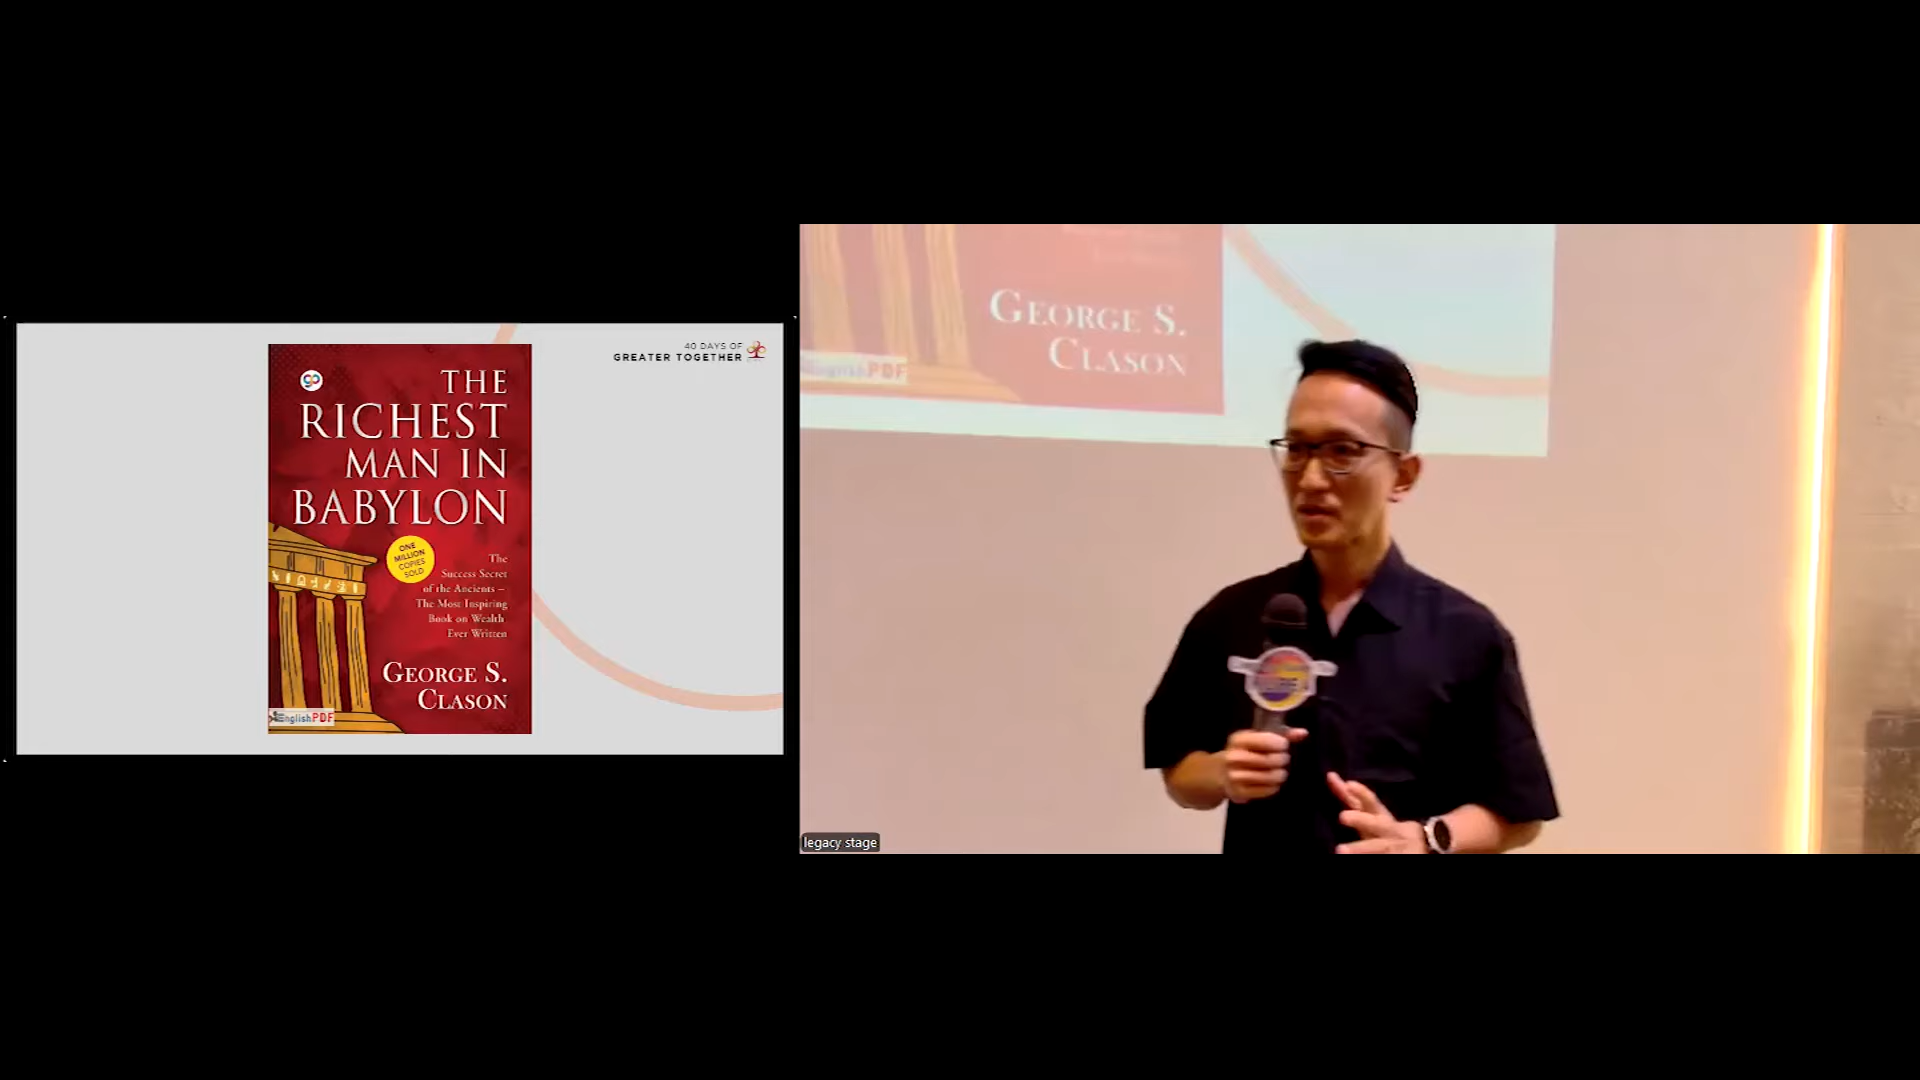 40 DAYS OF
GREATER TOGETHER
go
THE
RICHEST
MAN IN
BABYLON
ONE
MILLION
COPIES
SOLD
The
Success Secret
of the Ancients –
The Most Inspiring
Book on Wealth
Ever Written
GEORGE S.
CLASON
EnglishPDF
GEORGE S.
CLASON
EnglishPDF
legacy stage